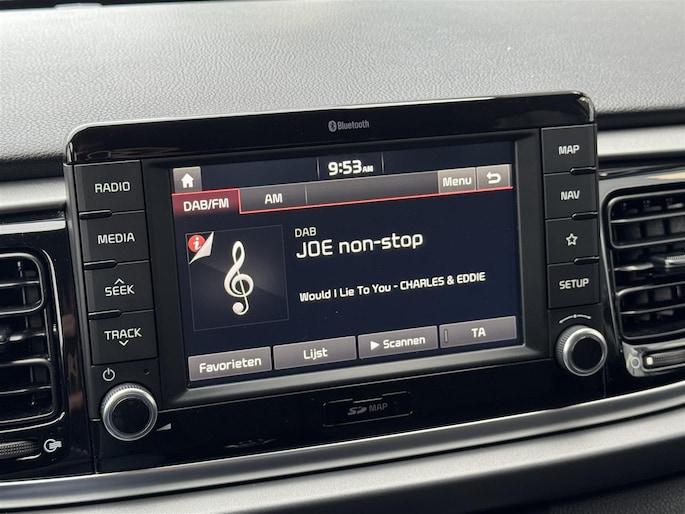 Bluetooth
9:53AM
RADIO
MEDIA
SEEK
TRACK
DAB/FM
AM
Menu
DAB
JOE non-stop
Would I Lie To You - CHARLES & EDDIE
Favorieten
Lijst
Scannen
TA
MAP
NAV
SETUP
SD MAP